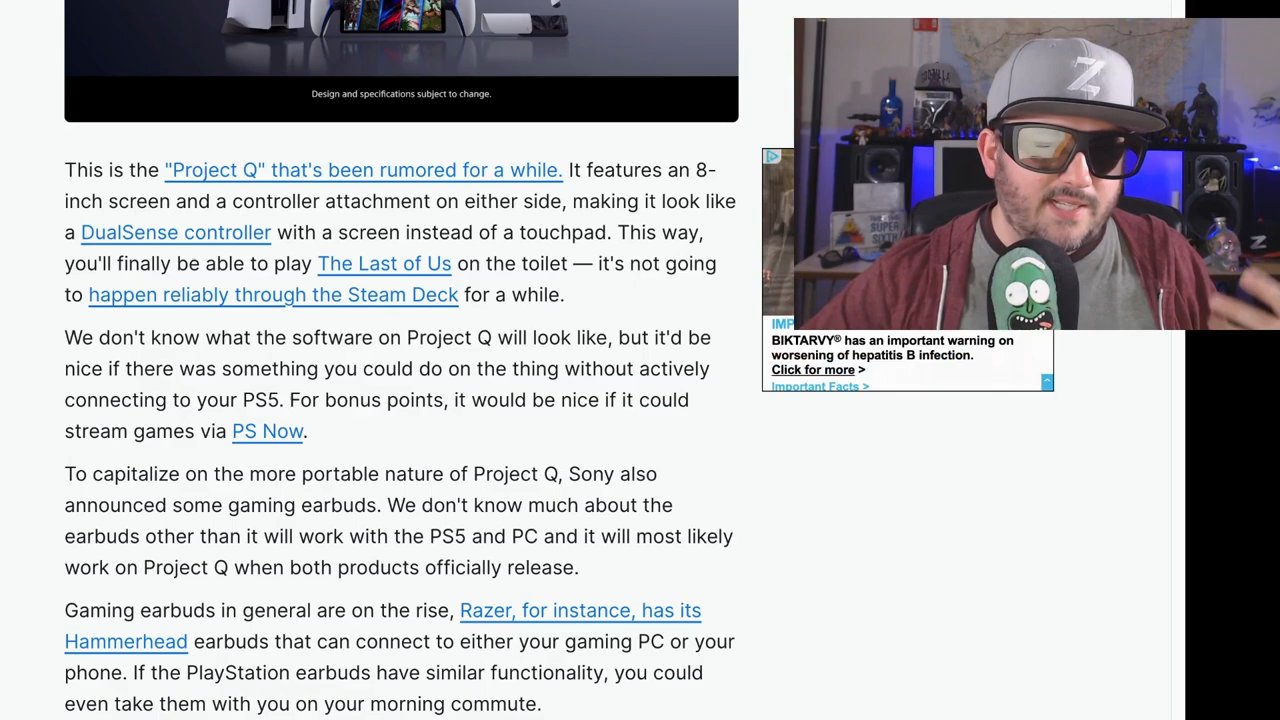 Design and specifications subject to change.
This is the "Project Q" that's been rumored for a while. It features an 8-
inch screen and a controller attachment on either side, making it look like
a DualSense controller with a screen instead of a touchpad. This way,
you'll finally be able to play The Last of Us on the toilet — it's not going
to happen reliably through the Steam Deck for a while.
We don't know what the software on Project Q will look like, but it'd be
nice if there was something you could do on the thing without actively
connecting to your PS5. For bonus points, it would be nice if it could
stream games via PS Now.
To capitalize on the more portable nature of Project Q, Sony also
announced some gaming earbuds. We don't know much about the
earbuds other than it will work with the PS5 and PC and it will most likely
work on Project Q when both products officially release.
Gaming earbuds in general are on the rise, Razer, for instance, has its
Hammerhead earbuds that can connect to either your gaming PC or your
phone. If the PlayStation earbuds have similar functionality, you could
even take them with you on your morning commute.
Z
SUPER
SIXTH
IMP
BIKTARVY® has an important warning on
worsening of hepatitis B infection.
Click for more >
Important Facts >